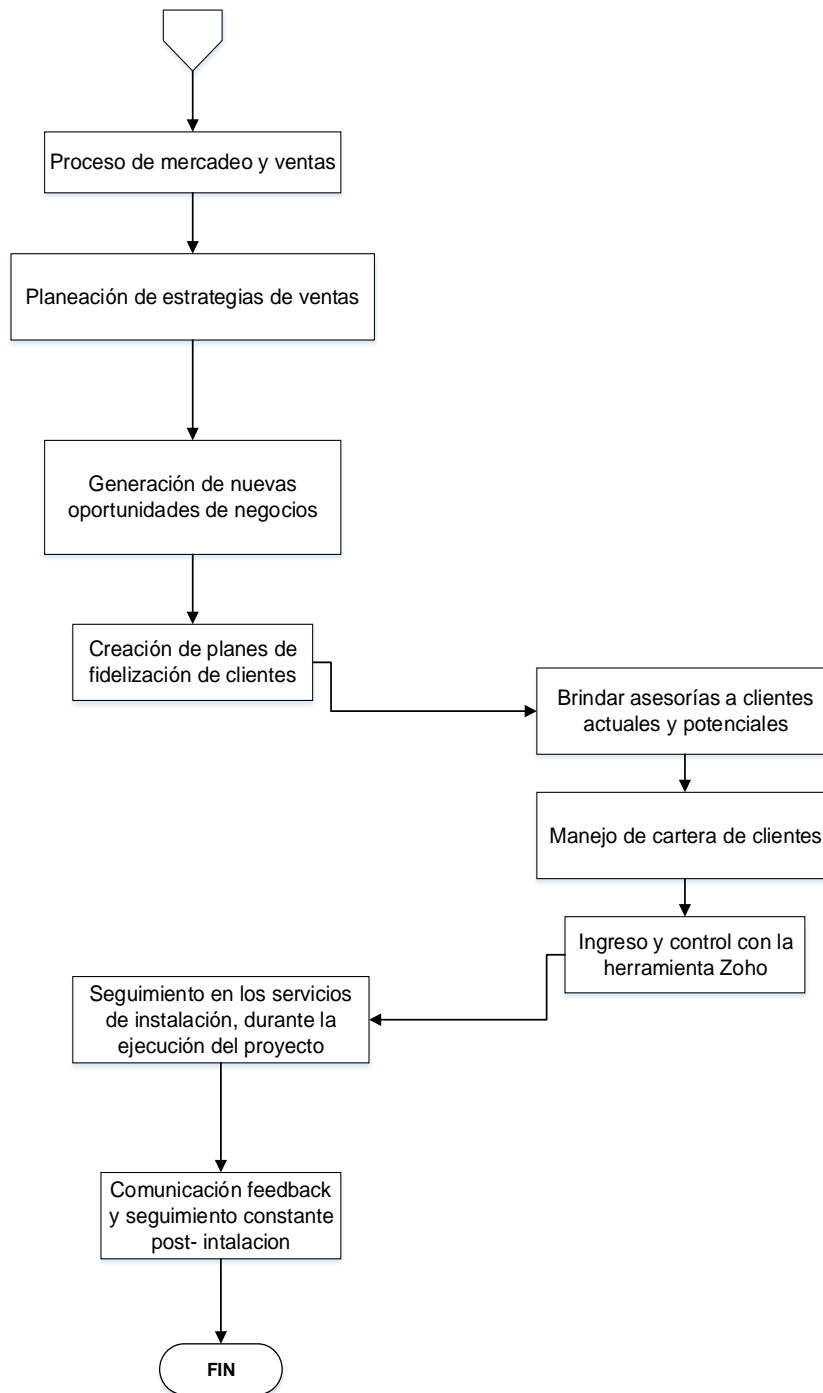 Proceso de mercadeo y ventas
Planeación de estrategias de ventas
Generación de nuevas
oportunidades de negocios
Creación de planes de
fidelización de clientes
Brindar asesorías a clientes
actuales y potenciales
Manejo de cartera de clientes
Ingreso y control con la
herramienta Zoho
Seguimiento en los servicios
de instalación, durante la
ejecución del proyecto
Comunicación feedback
y seguimiento constante
post- intalacion
FIN